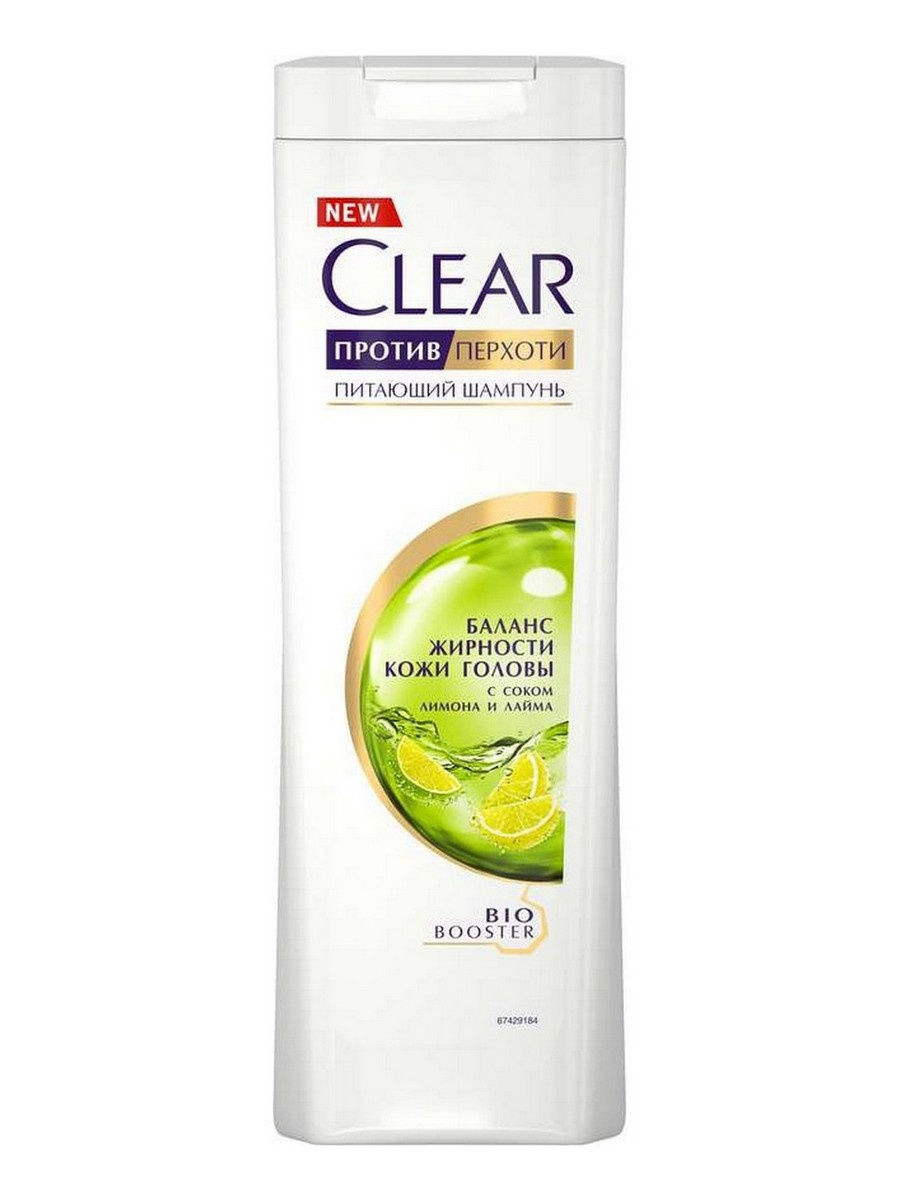 NEW
CLEAR
ПРОТИВ ПЕРХОТИ
ПИТАЮЩИЙ ШАМПУНЬ
БАЛАНС
ЖИРНОСТИ
КОЖИ ГОЛОВЫ
С СОКОМ
ЛИМОНА И ЛАЙМА
BIO
BOOSTER
67429184